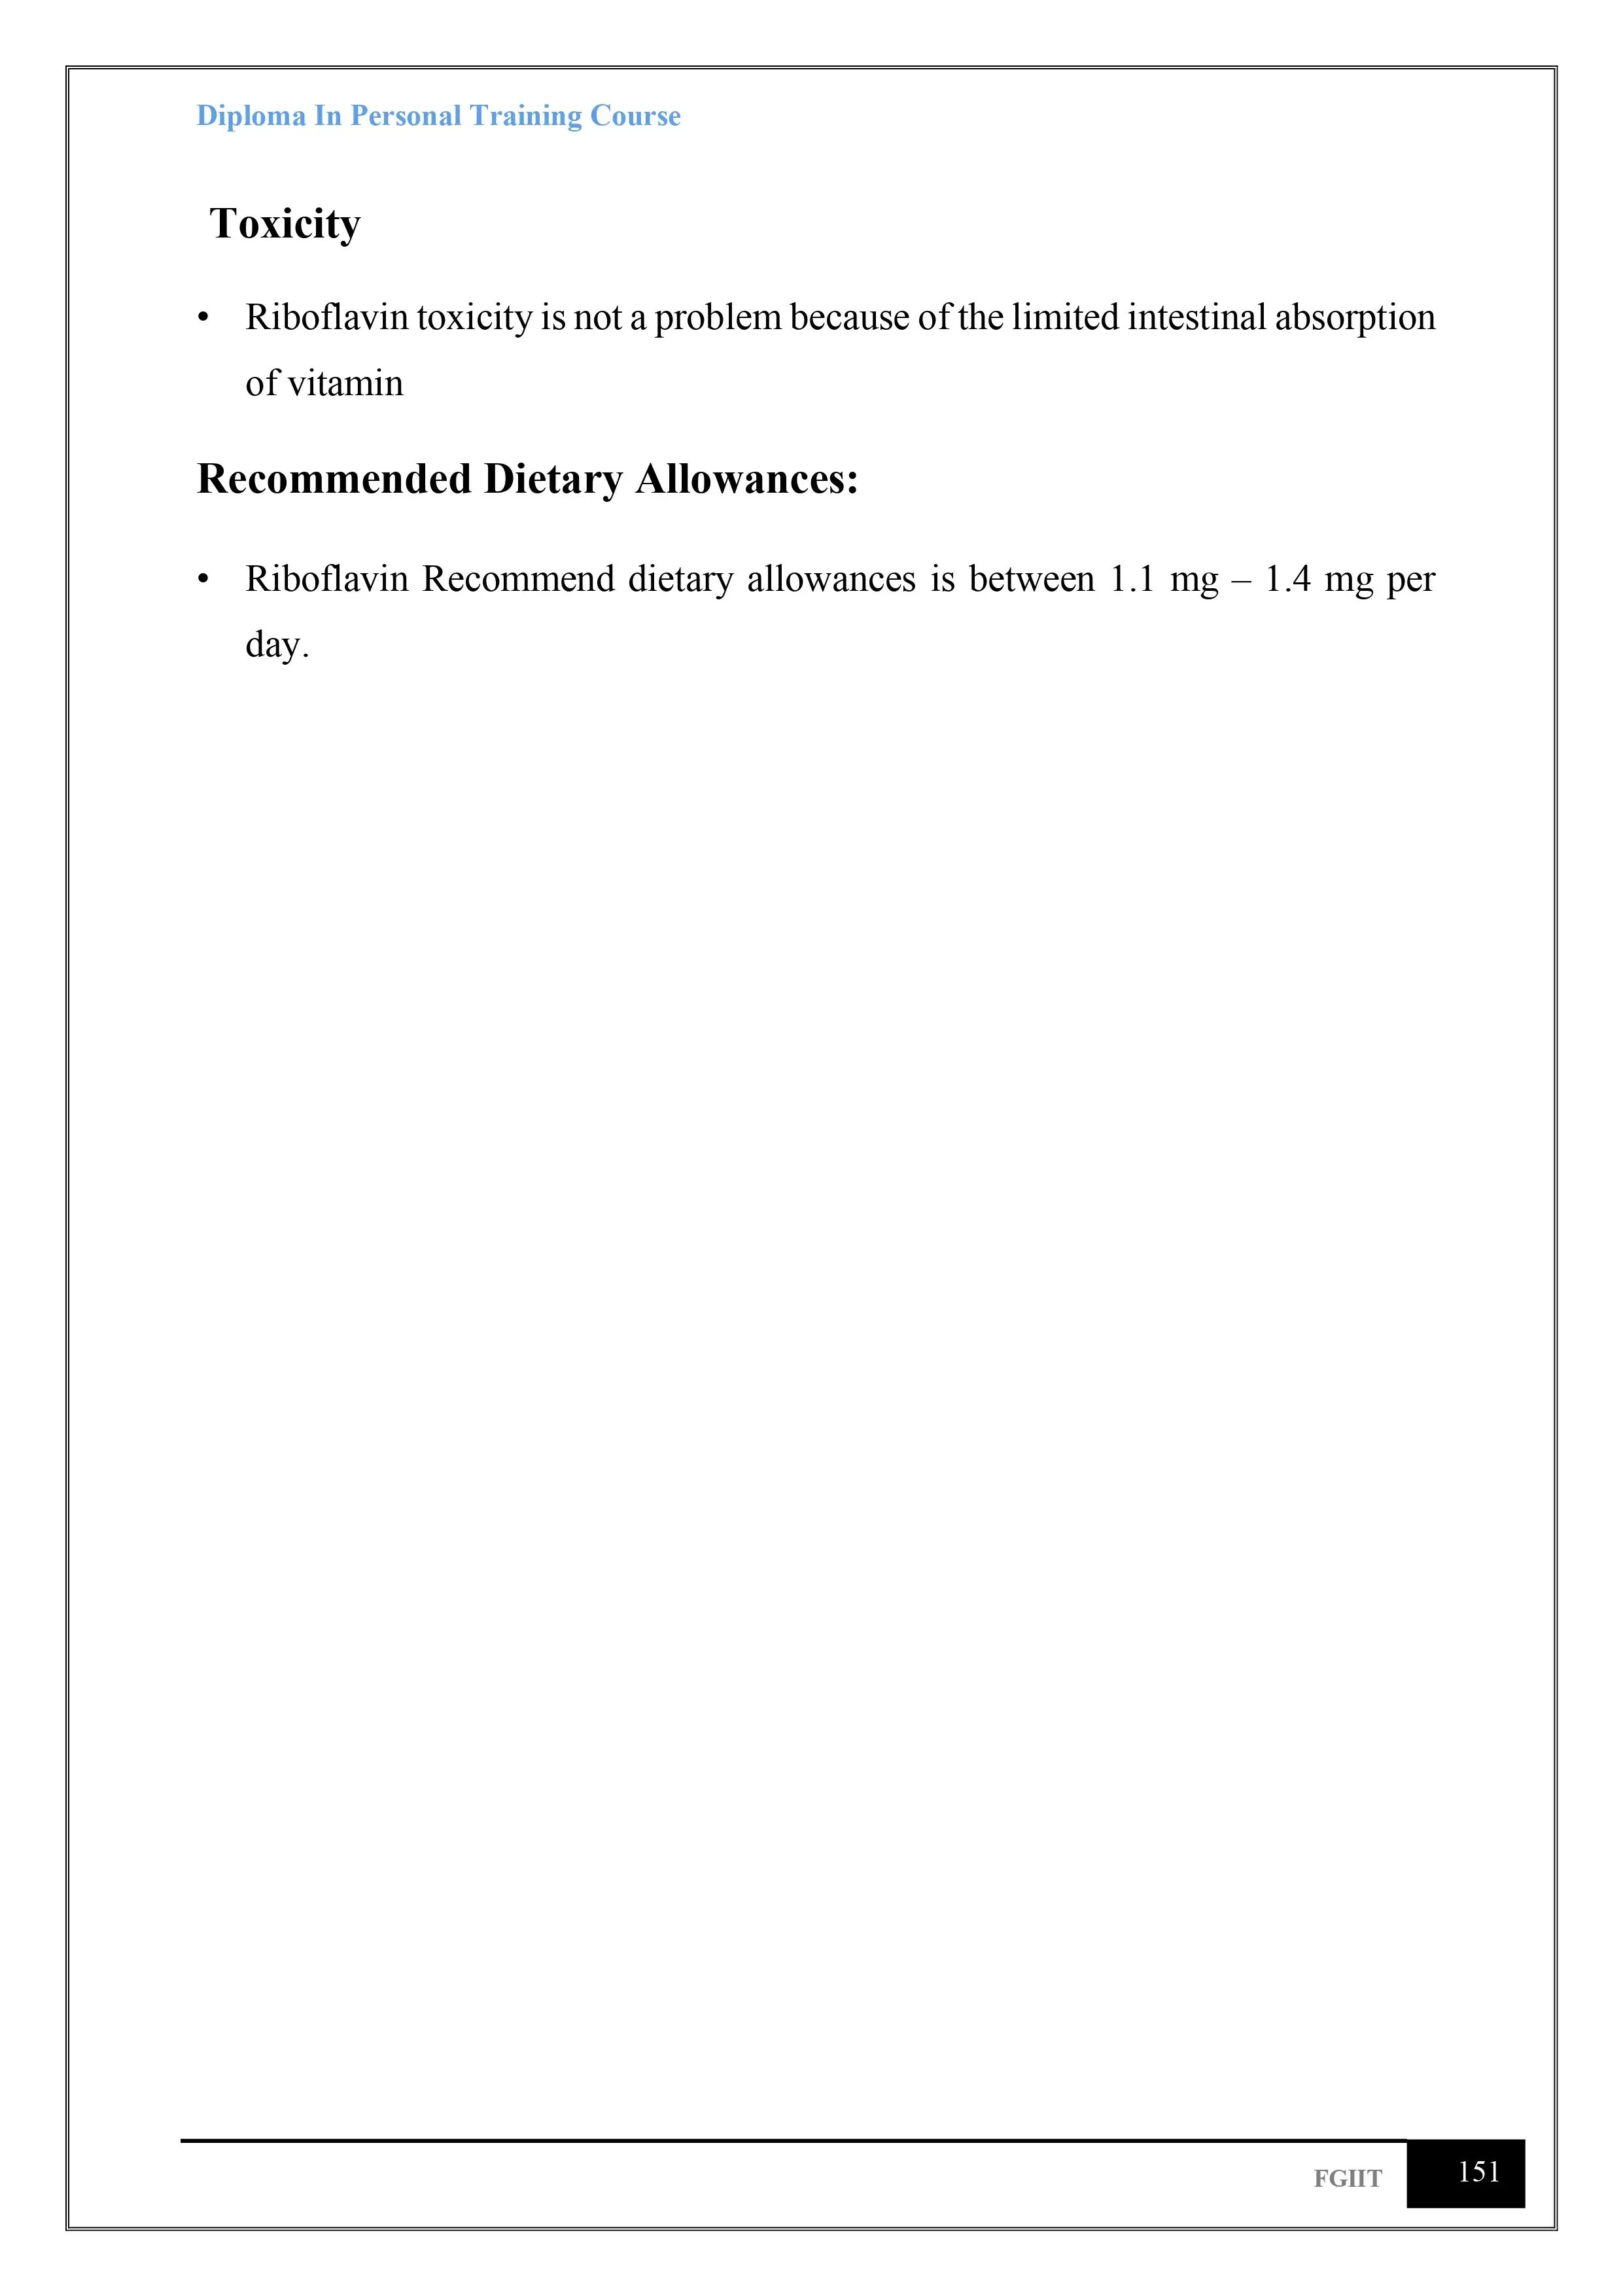 Diploma In Personal Training Course
Toxicity
• Riboflavin toxicity is not a problem because of the limited intestinal absorption
of vitamin
Recommended Dietary Allowances:
• Riboflavin Recommend dietary allowances is between 1.1 mg – 1.4 mg per
day.
FGIIT 151